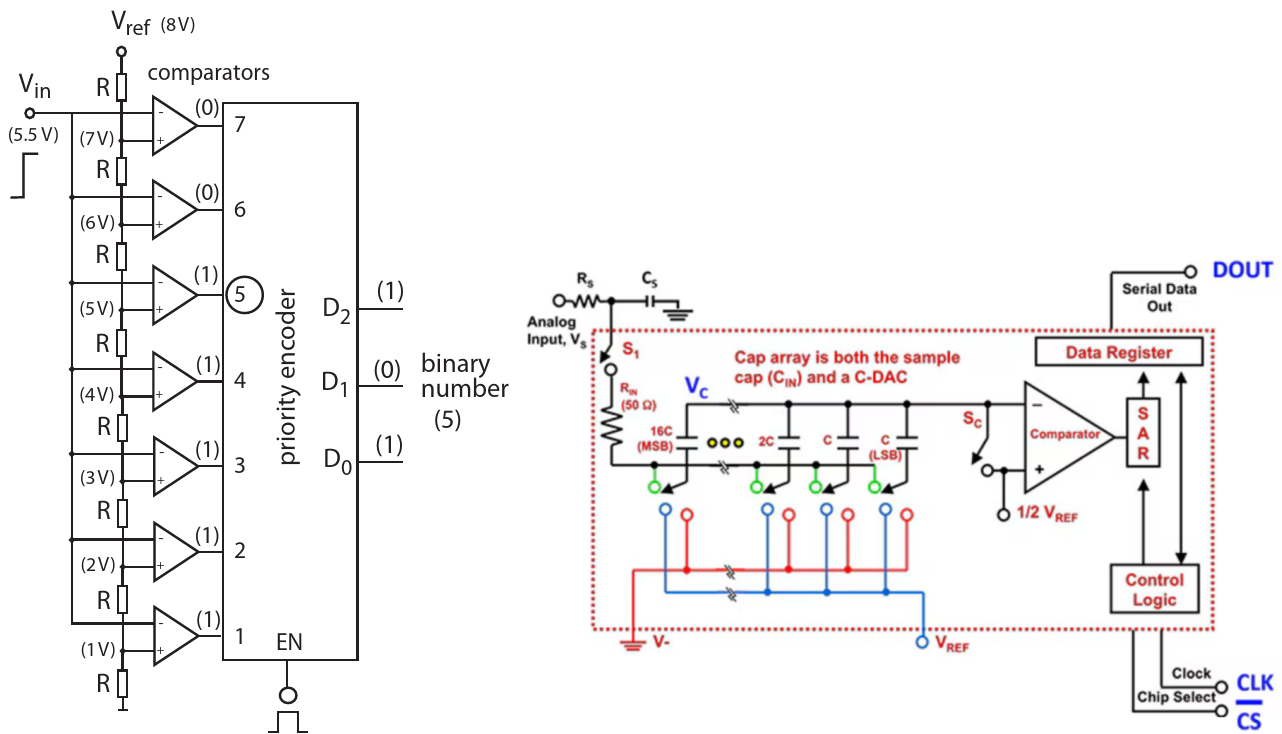 Vref (8V)
comparators
Vin
(5.5 V)
R
(0)
-
(7V)
+
7
R
(0)
-
(6V)
+
6
R
(1)
-
(5V)
+
5
R
(1)
-
(4V)
+
4
R
(1)
-
(3V)
+
3
R
(1)
-
(2V)
+
2
R
(1)
-
(1V)
+
1
R
priority encoder
EN
D2
(1)
D1
(0)
D0
(1)
binary
number
(5)
RS
CS
Analog
Input, VS
S1
RIN
(50 Ω)
Cap array is both the sample
cap (CIN) and a C-DAC
VC
16C
(MSB)
2C
C
C
(LSB)
SC
−
Comparator
+
1/2 VREF
S
A
R
Data Register
Serial Data
Out
DOUT
Control
Logic
V-
VREF
Clock
CLK
Chip Select
CS